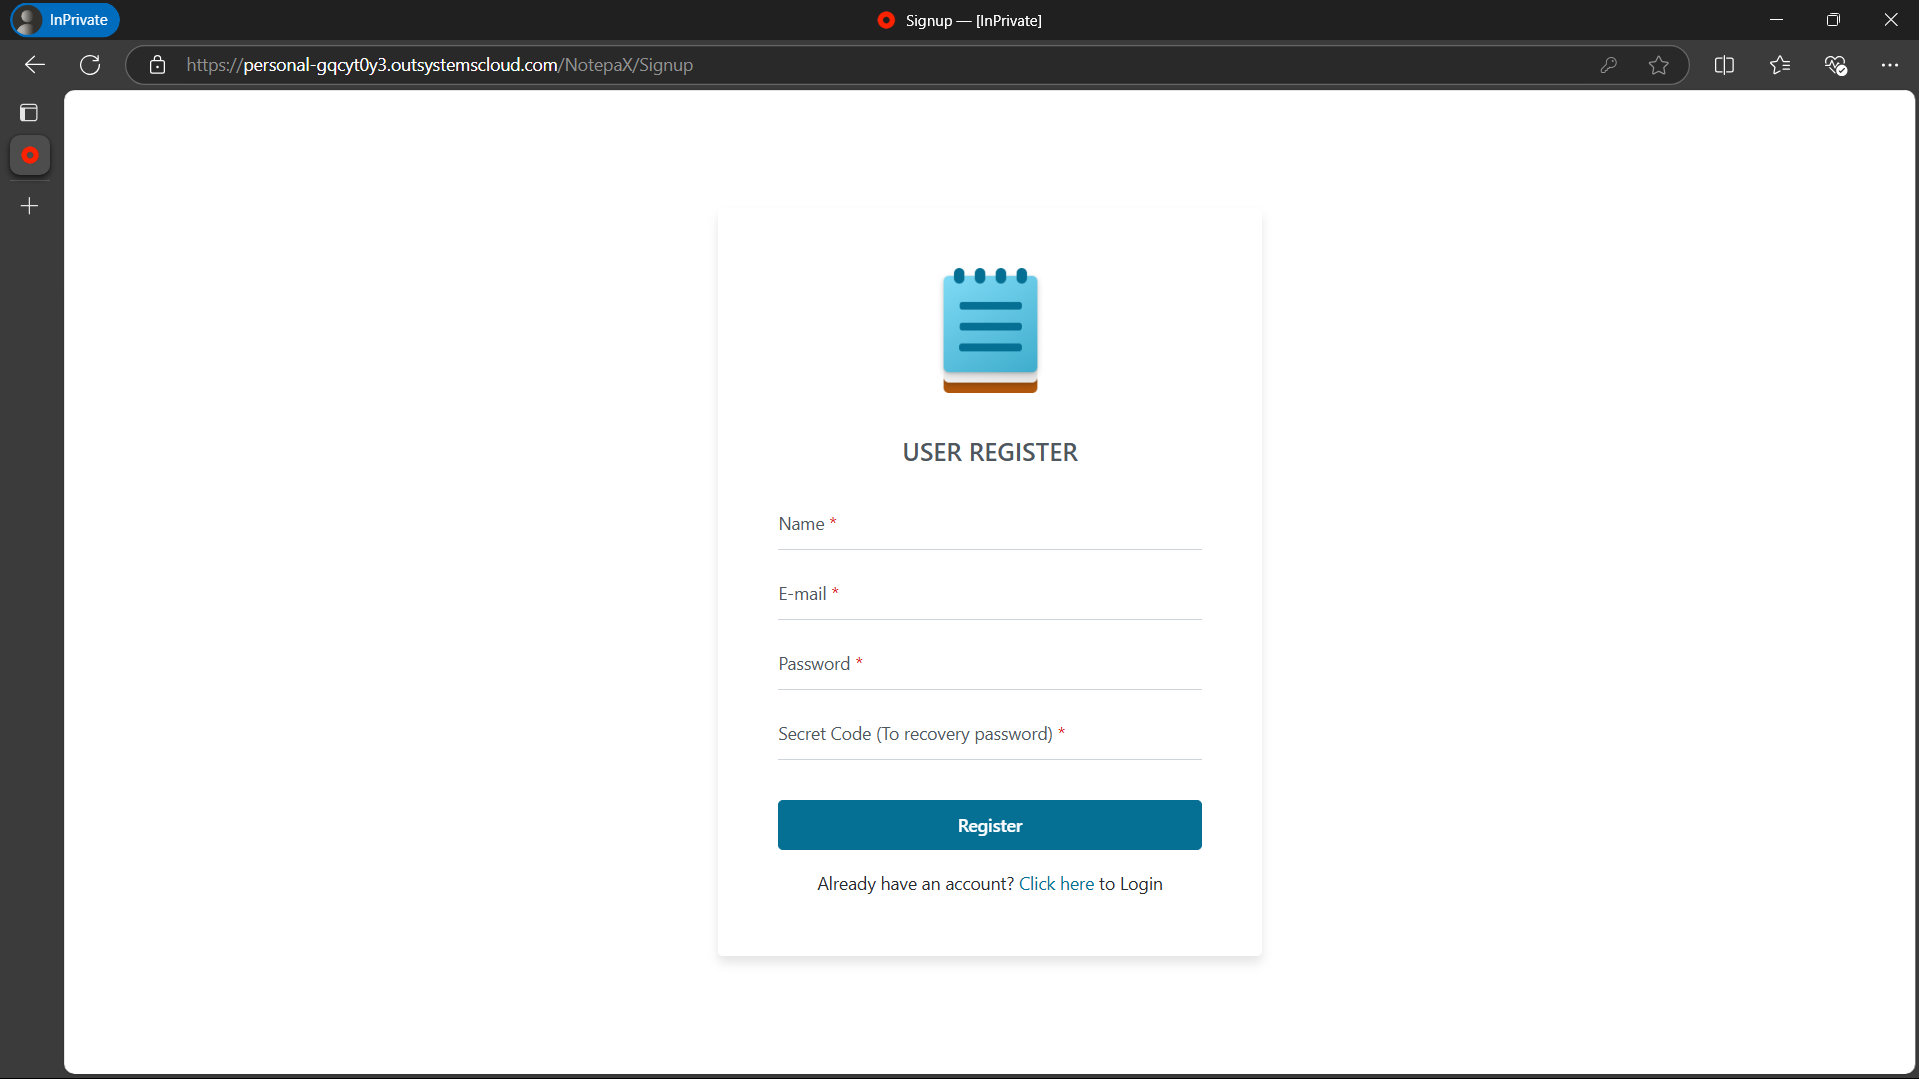 InPrivate
Signup — [InPrivate]
https://personal-gqcyt0y3.outsystemscloud.com/NotepaX/Signup
USER REGISTER
Name *
E-mail *
Password *
Secret Code (To recovery password) *
Register
Already have an account? Click here to Login